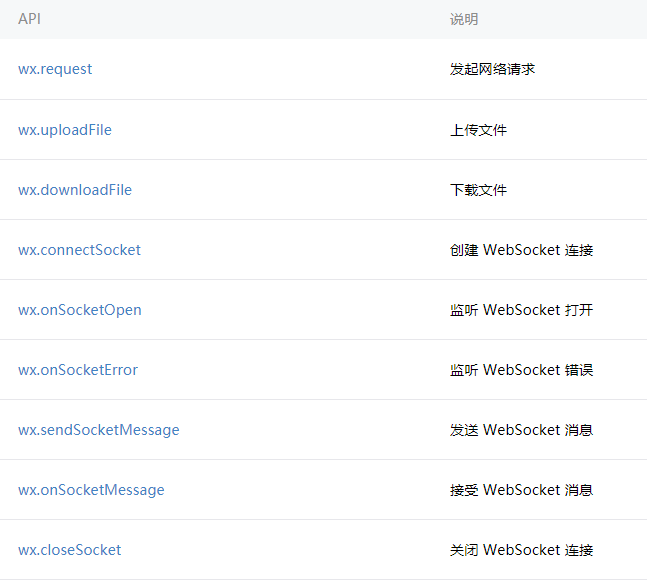 API 说明
wx.request 发起网络请求
wx.uploadFile 上传文件
wx.downloadFile 下载文件
wx.connectSocket 创建 WebSocket 连接
wx.onSocketOpen 监听 WebSocket 打开
wx.onSocketError 监听 WebSocket 错误
wx.sendSocketMessage 发送 WebSocket 消息
wx.onSocketMessage 接受 WebSocket 消息
wx.closeSocket 关闭 WebSocket 连接